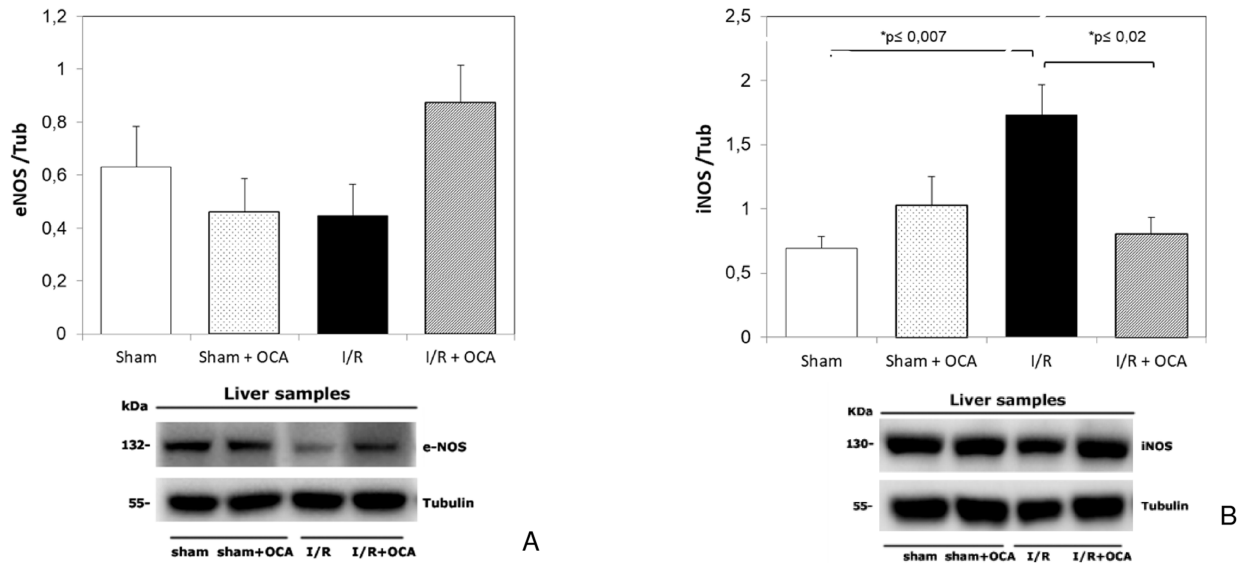 1,2
1
0,8
0,6
0,4
0,2
0
eNOS /Tub
Sham Sham + OCA I/R I/R + OCA
Liver samples
kDa
132- e-NOS
55- Tubulin
sham sham+OCA I/R I/R+OCA
A
2,5
2
1,5
1
0,5
0
iNOS /Tub
*p≤ 0,007 *p≤ 0,02
Sham Sham + OCA I/R I/R + OCA
Liver samples
KDa
130- iNOS
55- Tubulin
sham sham+OCA I/R I/R+OCA
B